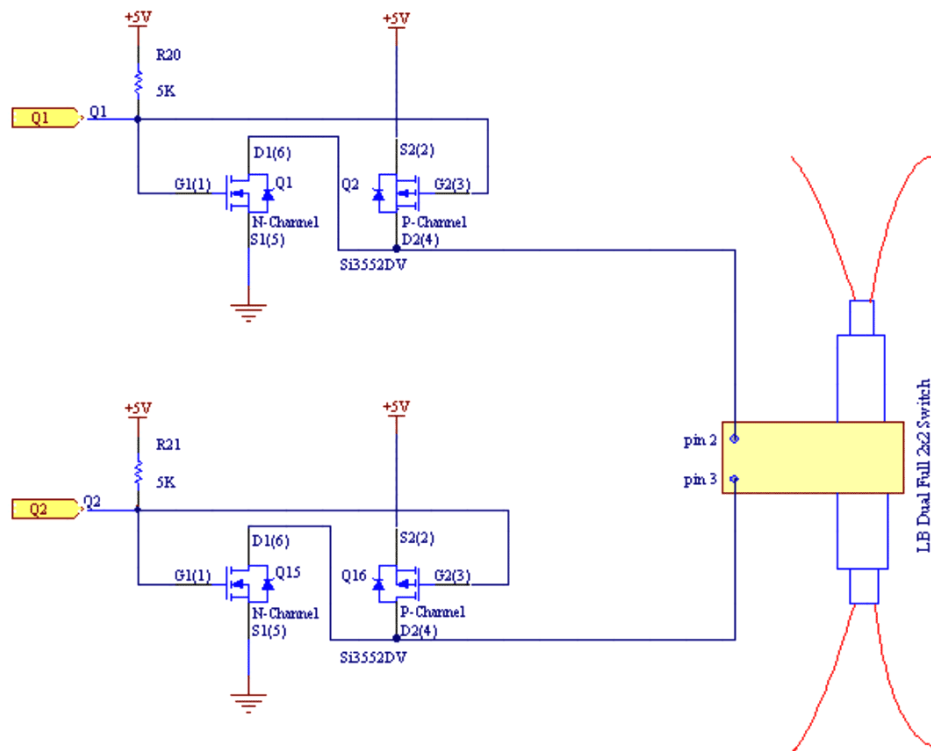 +5V
+5V
R20
5K
Q1
Q1
D1(6)
S2(2)
G1(1)
Q1
Q2
G2(3)
N-Channel
P-Channel
S1(5)
D2(4)
Si3552DV
+5V
+5V
R21
5K
pin 2
pin 3
LB Dual Full 2x2 Switch
Q2
Q2
D1(6)
S2(2)
G1(1)
Q15
Q16
G2(3)
N-Channel
P-Channel
S1(5)
D2(4)
Si3552DV